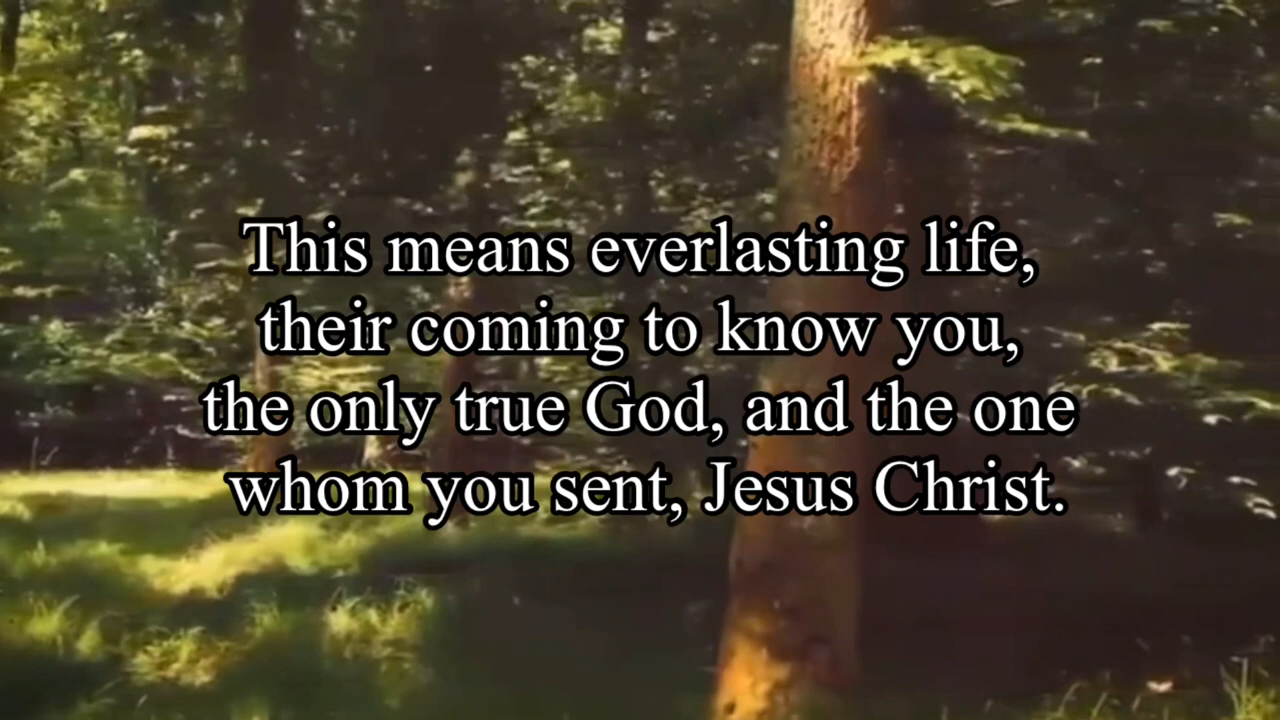 This means everlasting life,
their coming to know you,
the only true God, and the one
whom you sent, Jesus Christ.